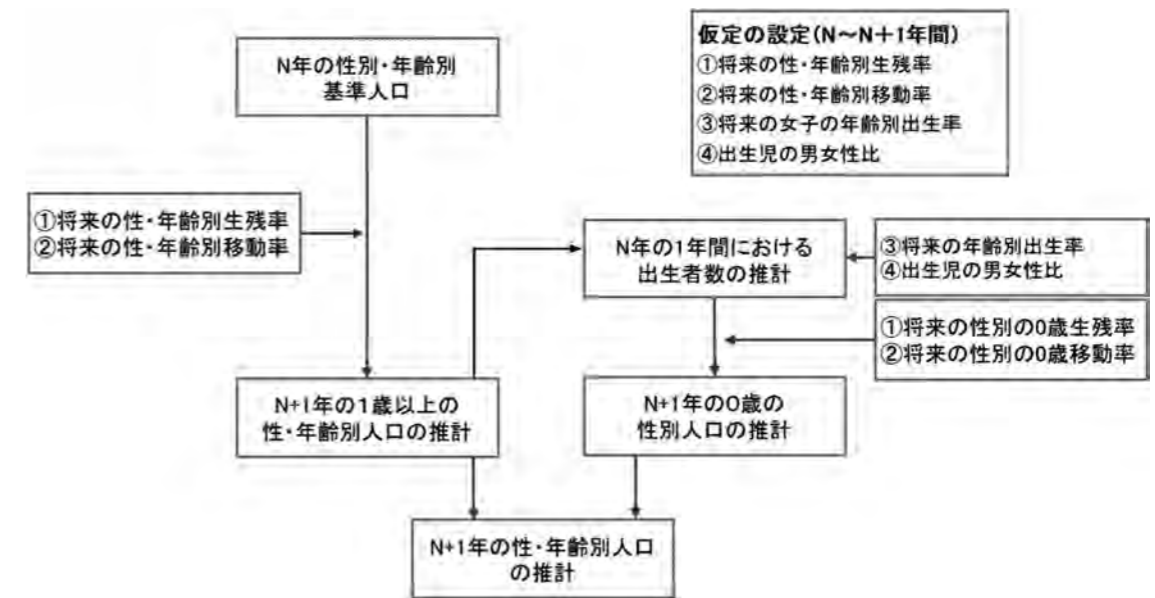 N年の性別・年齢別
基準人口
仮定の設定(N～N＋1年間)
①将来の性・年齢別生残率
②将来の性・年齢別移動率
③将来の女子の年齢別出生率
④出生児の男女性比
①将来の性・年齢別生残率
②将来の性・年齢別移動率
N年の1年間における
出生者数の推計
③将来の年齢別出生率
④出生児の男女性比
①将来の性別の0歳生残率
②将来の性別の0歳移動率
N+1年の1歳以上の
性・年齢別人口の推計
N+1年の0歳の
性別人口の推計
N+1年の性・年齢別人口
の推計